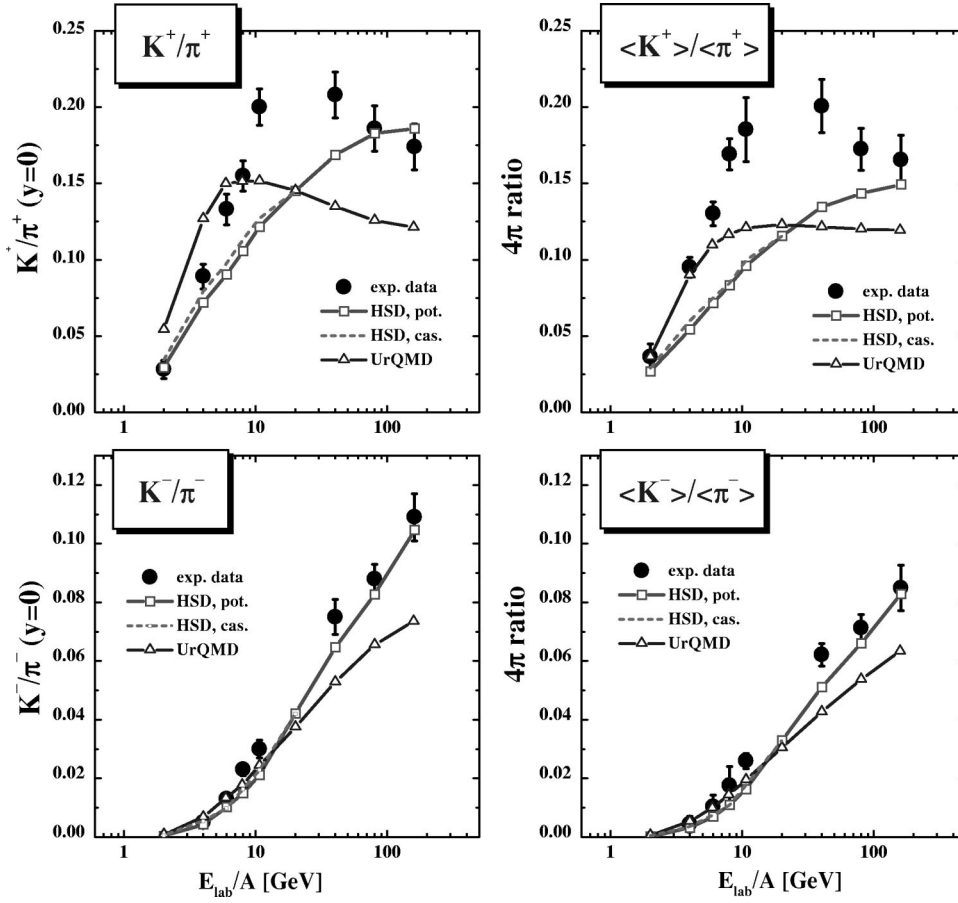 K⁺/π⁺
K⁺/π⁺ (y=0)
0.25
0.20
0.15
0.10
0.05
0.00
1
10
100
exp. data
HSD, pot.
HSD, cas.
UrQMD
<K⁺>/<π⁺>
4π ratio
0.25
0.20
0.15
0.10
0.05
0.00
1
10
100
exp. data
HSD, pot.
HSD, cas.
UrQMD
K⁻/π⁻
K⁻/π⁻ (y=0)
0.12
0.10
0.08
0.06
0.04
0.02
0.00
1
10
100
E_lab/A [GeV]
exp. data
HSD, pot.
HSD, cas.
UrQMD
<K⁻>/<π⁻>
4π ratio
0.12
0.10
0.08
0.06
0.04
0.02
0.00
1
10
100
E_lab/A [GeV]
exp. data
HSD, pot.
HSD, cas.
UrQMD